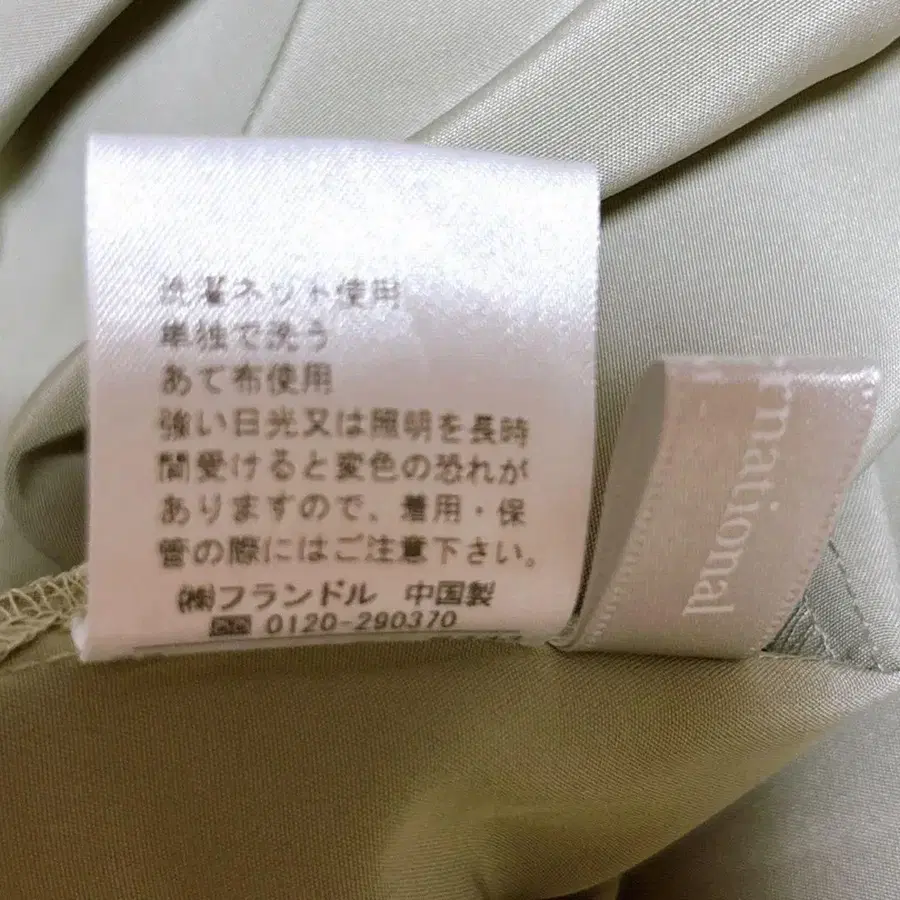 洗濯ネット使用
単独で洗う
あて布使用
強い日光又は照明を長時
間受けると変色の恐れが
ありますので、着用・保
管の際にはご注意下さい。
㈱フランドル 中国製
0120-290370
rnational